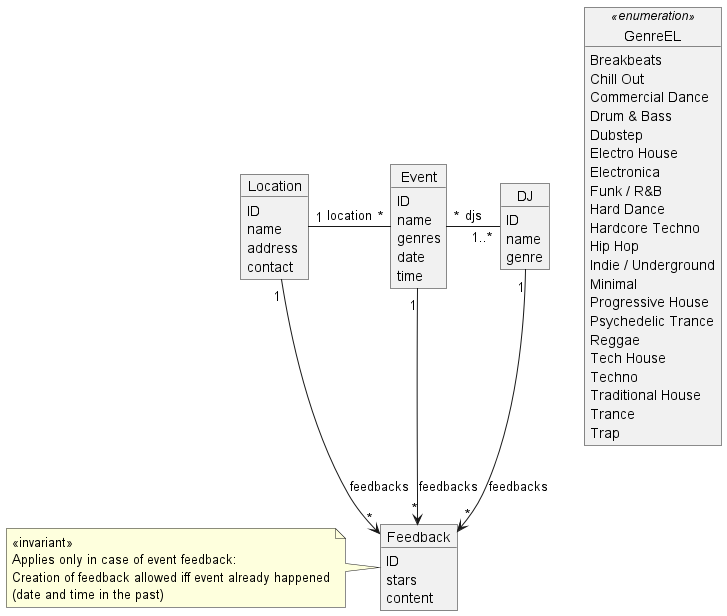 «enumeration»
GenreEL
Breakbeats
Chill Out
Commercial Dance
Drum & Bass
Dubstep
Electro House
Electronica
Funk / R&B
Hard Dance
Hardcore Techno
Hip Hop
Indie / Underground
Minimal
Progressive House
Psychedelic Trance
Reggae
Tech House
Techno
Traditional House
Trance
Trap
Location
ID
name
address
contact
1 location *
Event
ID
name
genres
date
time
* djs
1..*
DJ
ID
name
genre
1
1
1
feedbacks
feedbacks
feedbacks
*
*
*
Feedback
ID
stars
content
«invariant»
Applies only in case of event feedback:
Creation of feedback allowed iff event already happened
(date and time in the past)